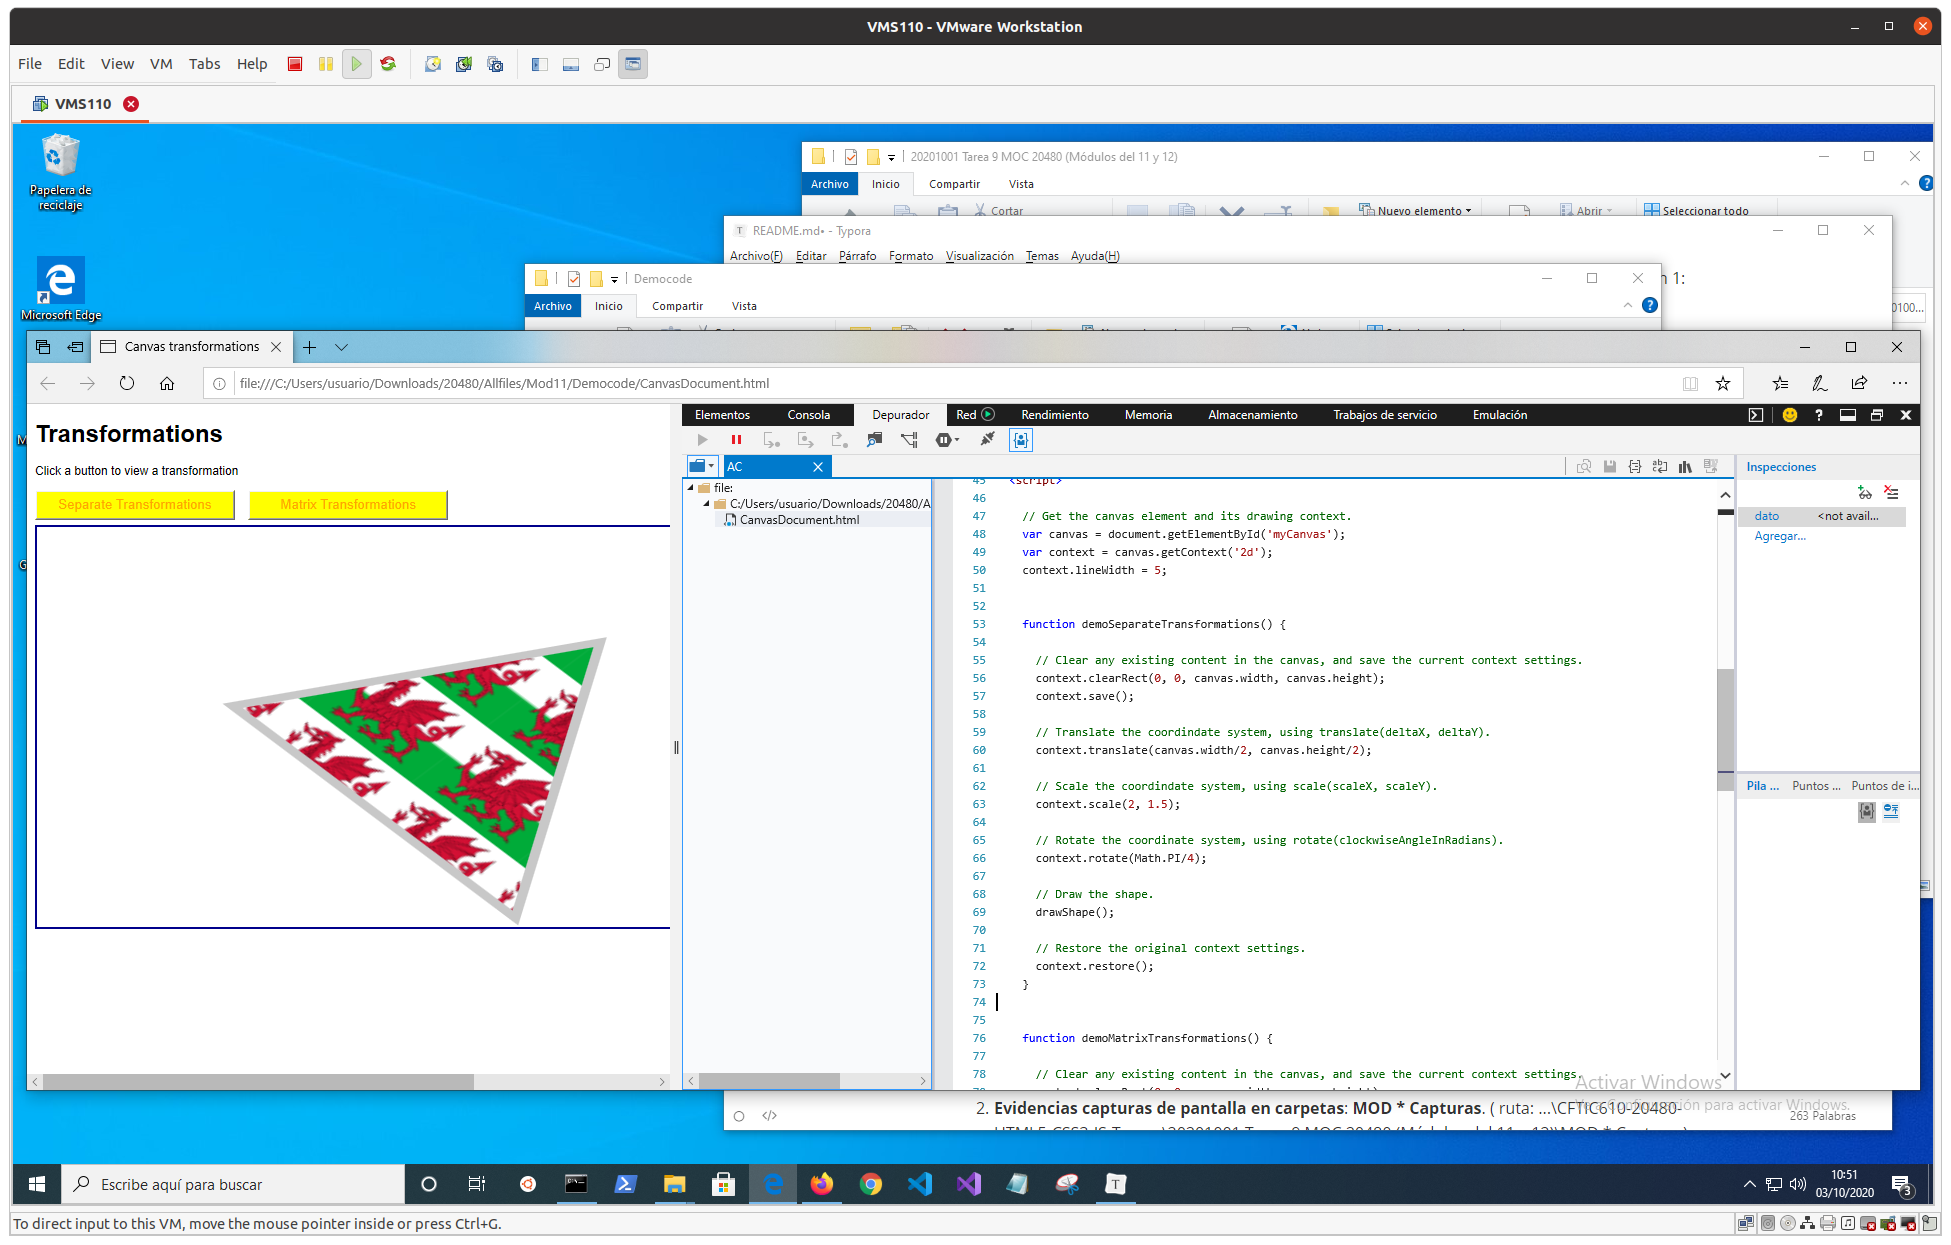 VMS110 - VMware Workstation
File Edit View VM Tabs Help
VMS110
Papelera de
reciclaje
Microsoft Edge
20201001 Tarea 9 MOC 20480 (Módulos del 11 y 12)
Archivo Inicio Compartir Vista
Cortar Nuevo elemento Abrir Seleccionar todo
README.md• - Typora
Archivo(F) Editar Párrafo Formato Visualización Temas Ayuda(H)
Democode
n 1:
Archivo Inicio Compartir Vista
Canvas transformations
file:///C:/Users/usuario/Downloads/20480/Allfiles/Mod11/Democode/CanvasDocument.html
Transformations
Click a button to view a transformation
Separate Transformations
Matrix Transformations
Elementos Consola Depurador Red Rendimiento Memoria Almacenamiento Trabajos de servicio Emulación
AC
file:
C:/Users/usuario/Downloads/20480/A
CanvasDocument.html
45 <script>
46
47 // Get the canvas element and its drawing context.
48 var canvas = document.getElementById('myCanvas');
49 var context = canvas.getContext('2d');
50 context.lineWidth = 5;
51
52
53 function demoSeparateTransformations() {
54
55 // Clear any existing content in the canvas, and save the current context settings.
56 context.clearRect(0, 0, canvas.width, canvas.height);
57 context.save();
58
59 // Translate the coordindate system, using translate(deltaX, deltaY).
60 context.translate(canvas.width/2, canvas.height/2);
61
62 // Scale the coordindate system, using scale(scaleX, scaleY).
63 context.scale(2, 1.5);
64
65 // Rotate the coordinate system, using rotate(clockwiseAngleInRadians).
66 context.rotate(Math.PI/4);
67
68 // Draw the shape.
69 drawShape();
70
71 // Restore the original context settings.
72 context.restore();
73 }
74
75
76 function demoMatrixTransformations() {
77
78 // Clear any existing content in the canvas, and save the current context settings.
Inspecciones
dato <not avail...
Agregar...
Pila ... Puntos ... Puntos de i...
Activar Windows
2. Evidencias capturas de pantalla en carpetas: MOD * Capturas. ( ruta: ...\CFTIC610-20480-
263 Palabras
Escribe aquí para buscar
10:51
03/10/2020
3
To direct input to this VM, move the mouse pointer inside or press Ctrl+G.